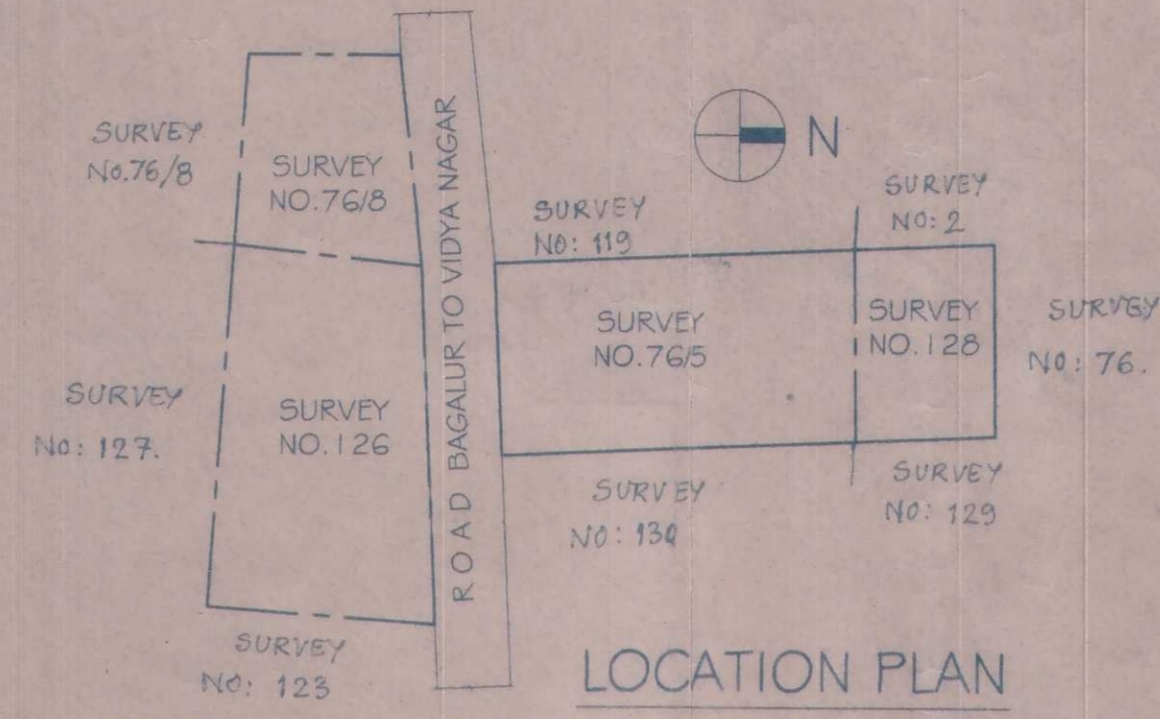 SURVEY
No.76/8
SURVEY
NO.76/8
ROAD BAGALUR TO VIDYA NAGAR
N
SURVEY
NO: 119
SURVEY
NO: 2
SURVEY
NO.76/5
SURVEY
NO.128
SURVEY
NO: 76.
SURVEY
NO: 127.
SURVEY
NO.126
SURVEY
NO: 130
SURVEY
NO: 129
SURVEY
NO: 123
LOCATION PLAN